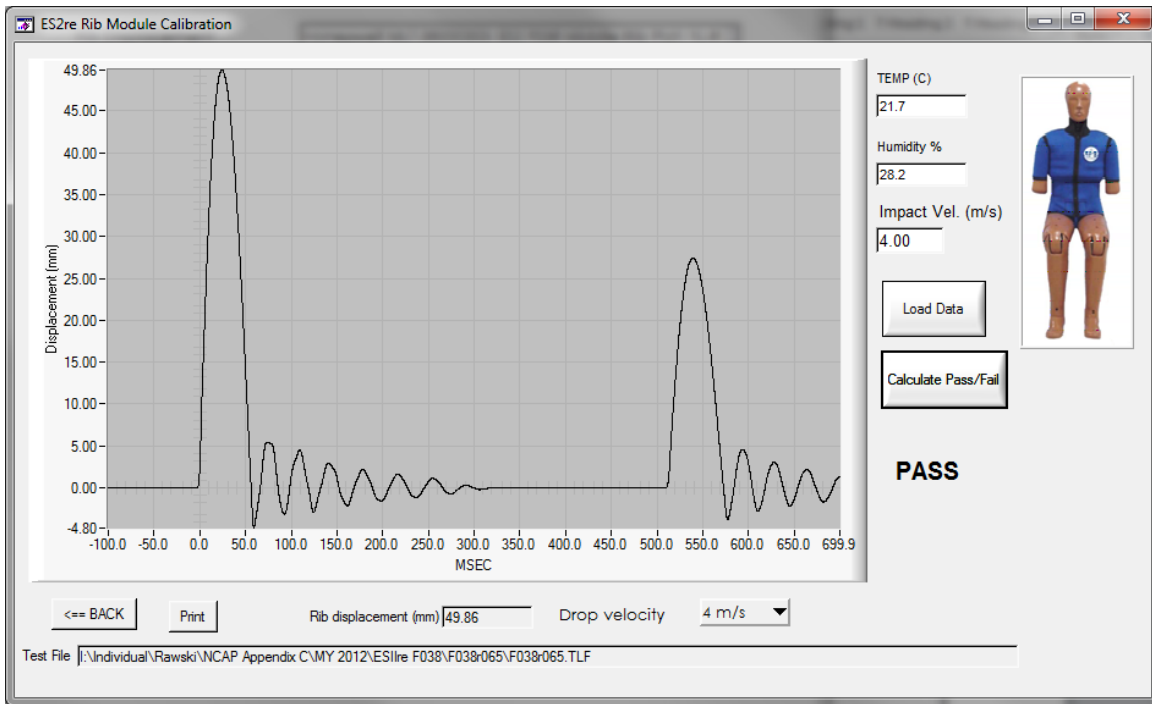 ES2re Rib Module Calibration
49.86
45.00
40.00
35.00
30.00
25.00
20.00
15.00
10.00
5.00
0.00
-4.80
Displacement (mm)
-100.0 -50.0 0.0 50.0 100.0 150.0 200.0 250.0 300.0 350.0 400.0 450.0 500.0 550.0 600.0 650.0 699.9
MSEC
TEMP (C)
21.7
Humidity %
28.2
Impact Vel. (m/s)
4.00
Load Data
Calculate Pass/Fail
PASS
<== BACK
Print
Rib displacement (mm) 49.86
Drop velocity
4 m/s
Test File I:\Individual\Rawski\NCAP Appendix C\MY 2012\ESIIre F038\F038r065\F038r065.TLF